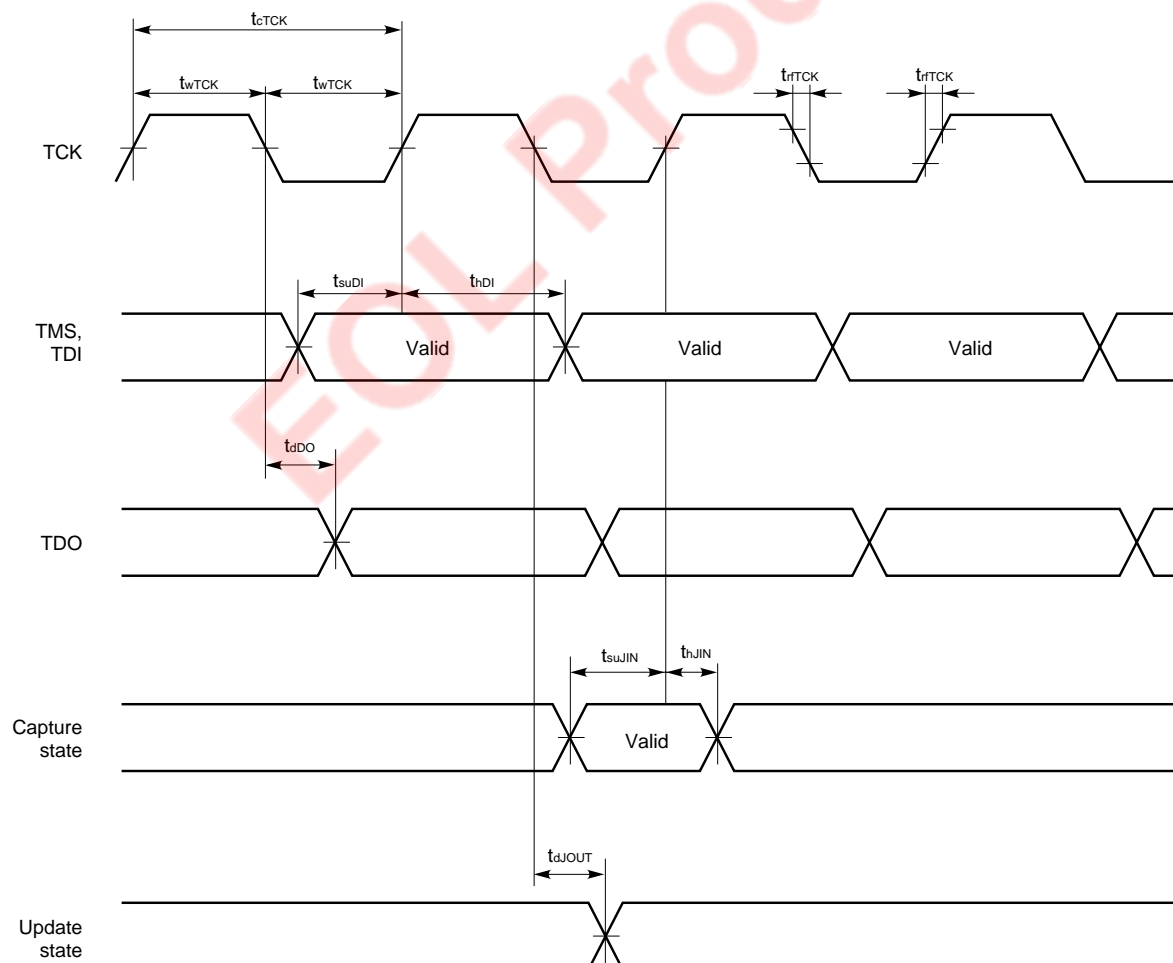 tcTCK
twTCK twTCK trfTCK trfTCK
TCK
tsuDI thDI
TMS,
TDI
Valid Valid Valid
tdDO
TDO
tsuJIN thJIN
Capture
state
Valid
tdJOUT
Update
state
EOL